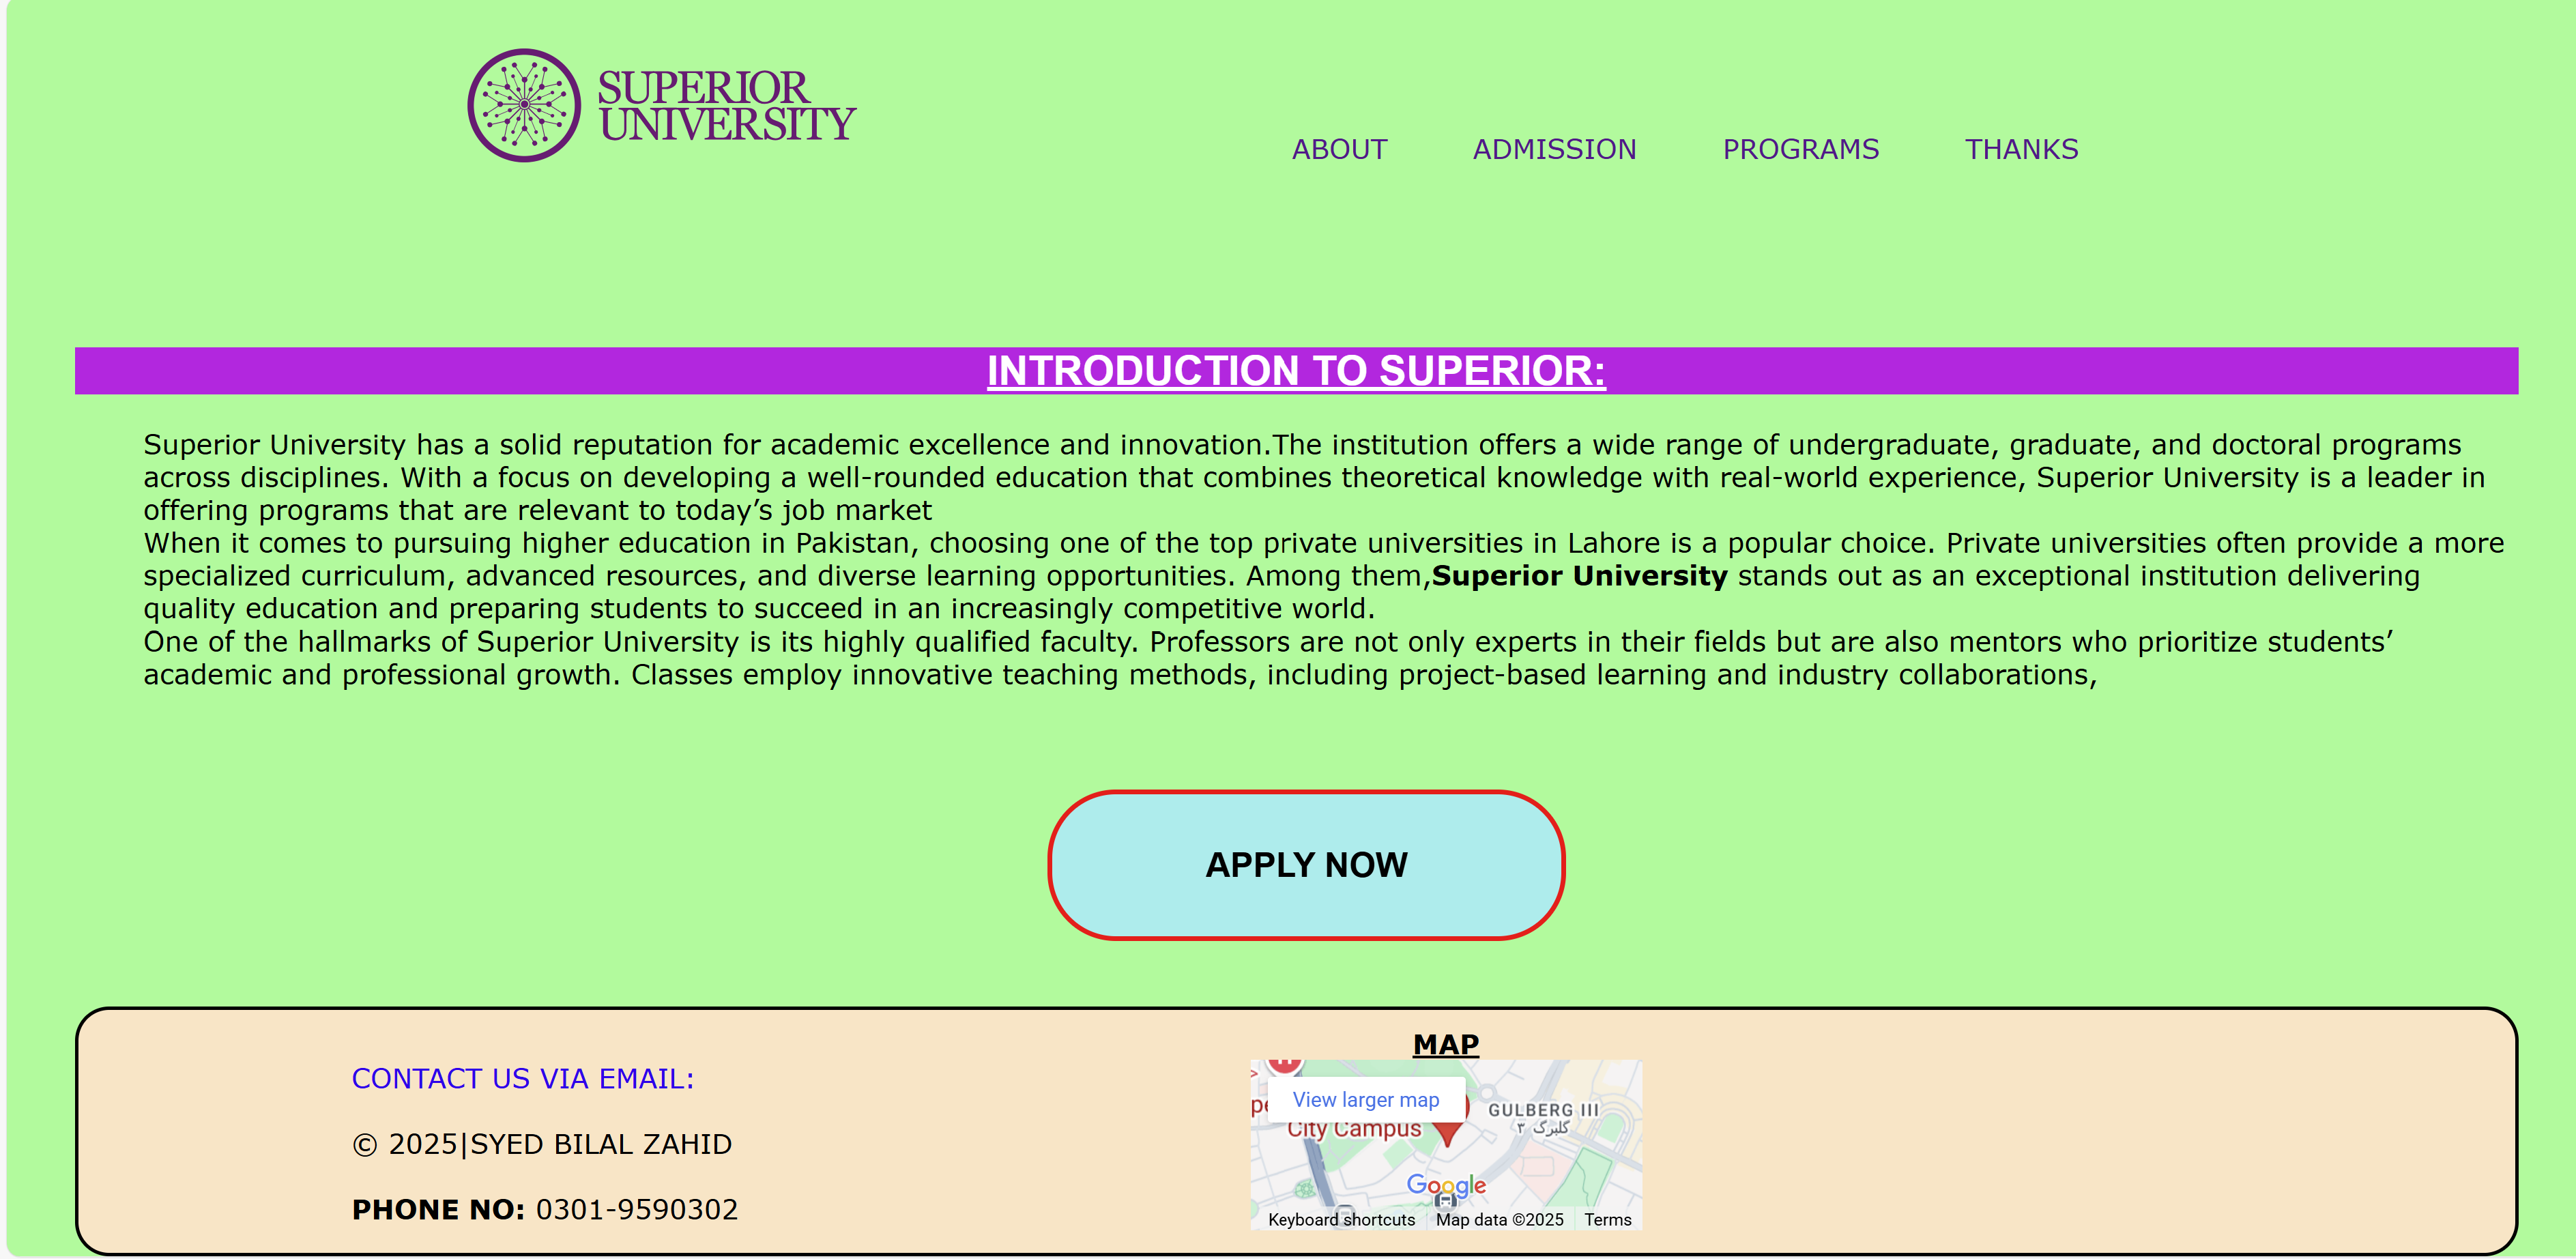 SUPERIOR
UNIVERSITY
ABOUT ADMISSION PROGRAMS THANKS
INTRODUCTION TO SUPERIOR:
Superior University has a solid reputation for academic excellence and innovation.The institution offers a wide range of undergraduate, graduate, and doctoral programs
across disciplines. With a focus on developing a well-rounded education that combines theoretical knowledge with real-world experience, Superior University is a leader in
offering programs that are relevant to today’s job market
When it comes to pursuing higher education in Pakistan, choosing one of the top private universities in Lahore is a popular choice. Private universities often provide a more
specialized curriculum, advanced resources, and diverse learning opportunities. Among them,Superior University stands out as an exceptional institution delivering
quality education and preparing students to succeed in an increasingly competitive world.
One of the hallmarks of Superior University is its highly qualified faculty. Professors are not only experts in their fields but are also mentors who prioritize students’
academic and professional growth. Classes employ innovative teaching methods, including project-based learning and industry collaborations,
APPLY NOW
CONTACT US VIA EMAIL:
© 2025|SYED BILAL ZAHID
PHONE NO: 0301-9590302
MAP
View larger map
City Campus
GULBERG III
گلبرگ ۳
Google
Keyboard shortcuts Map data ©2025 Terms